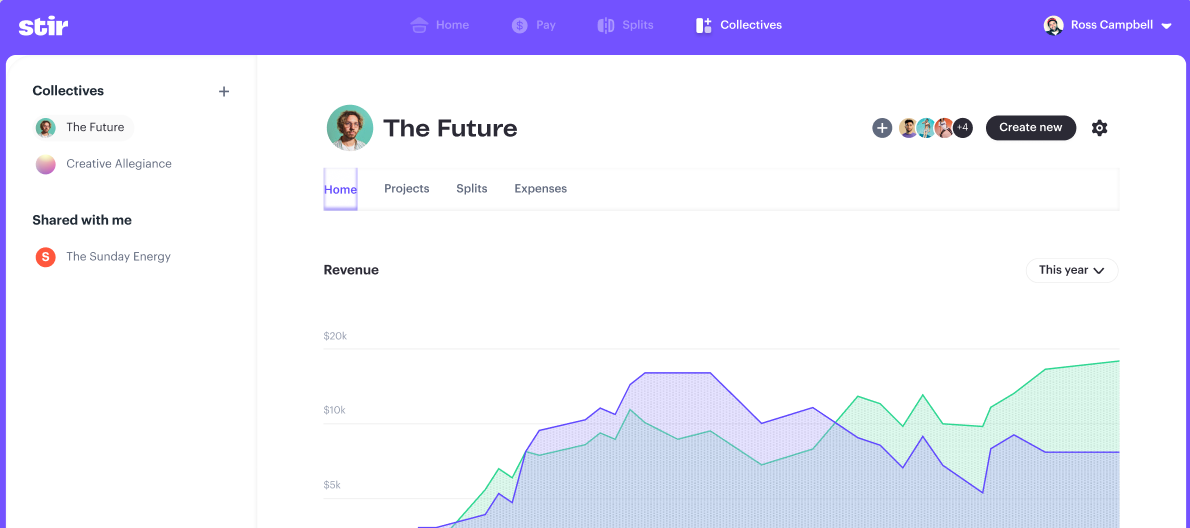 stir
Home
Pay
Splits
Collectives
Ross Campbell
Collectives
+
The Future
Creative Allegiance
Shared with me
S
The Sunday Energy
The Future
+
+4
Create new
Home
Projects
Splits
Expenses
Revenue
This year
$20k
$10k
$5k